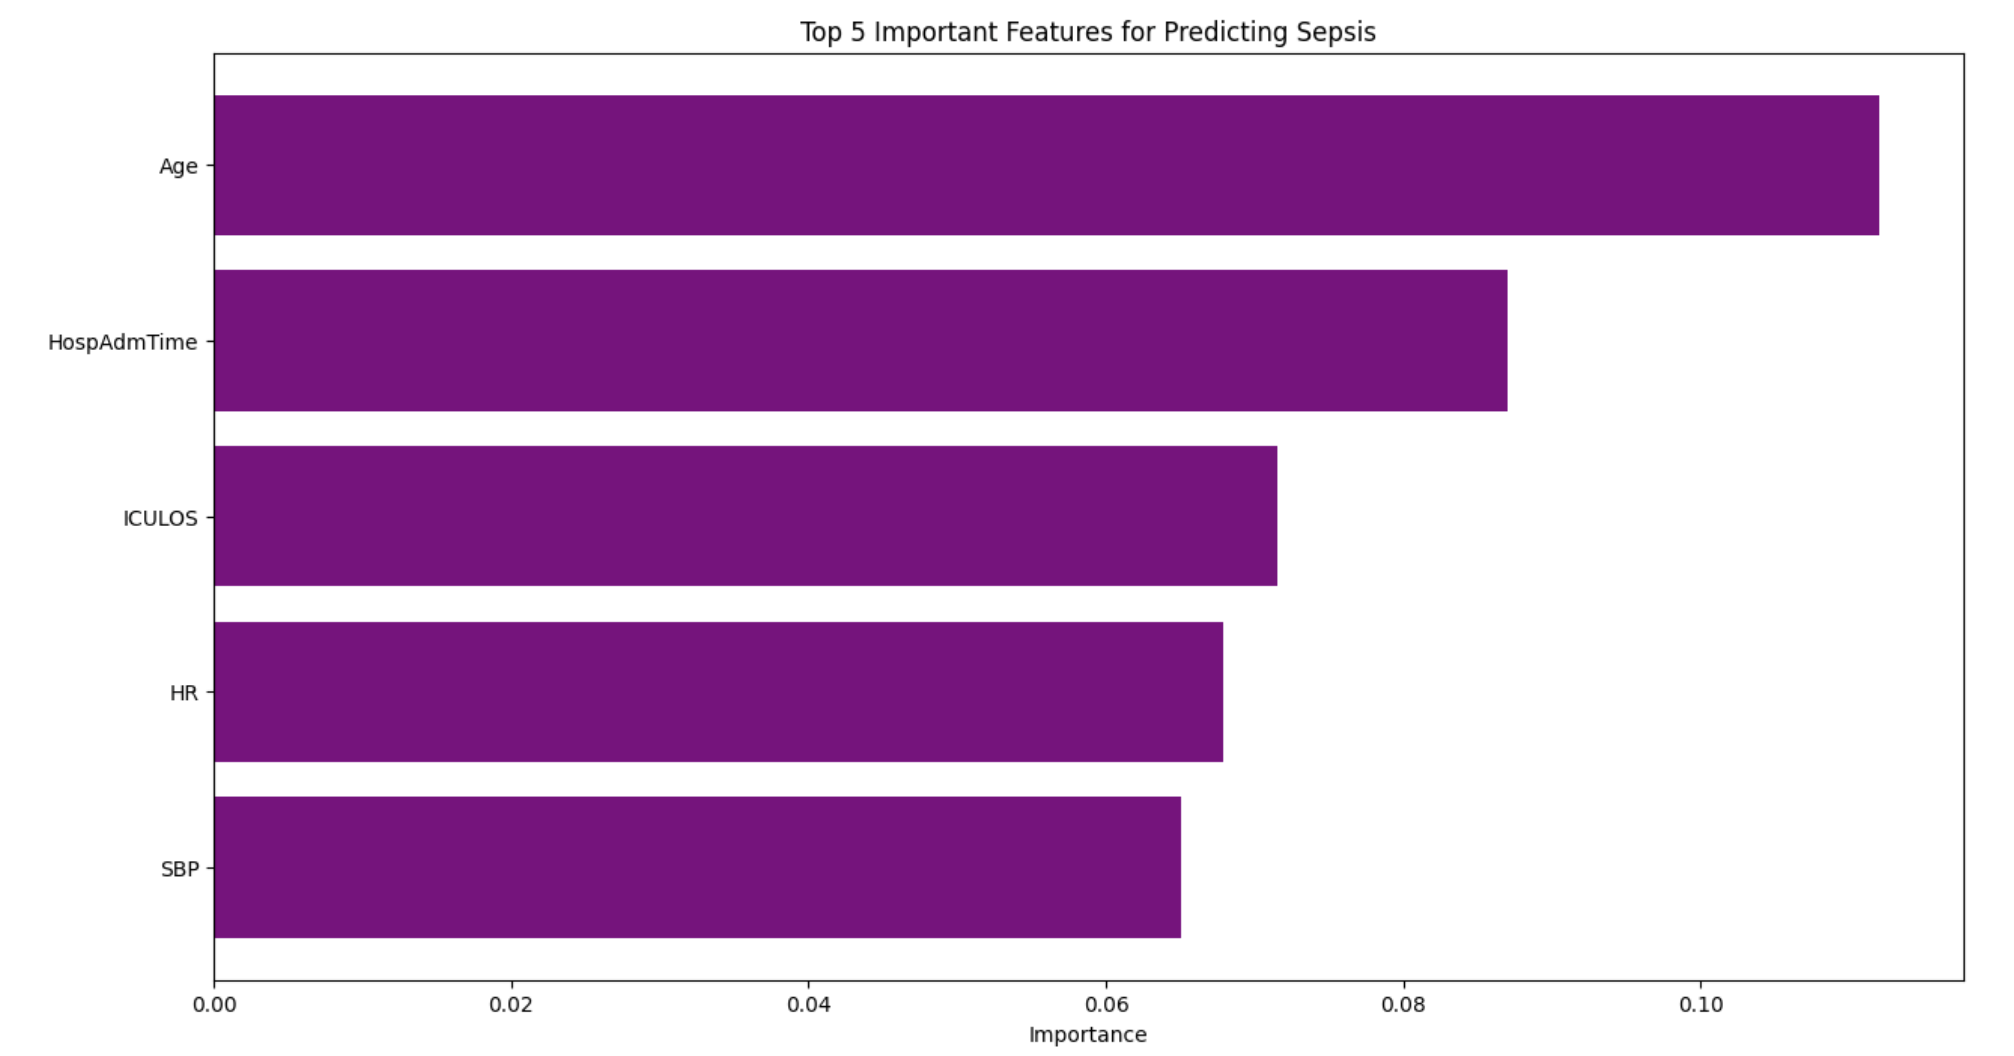 Top 5 Important Features for Predicting Sepsis
Age
HospAdmTime
ICULOS
HR
SBP
0.00 0.02 0.04 0.06 0.08 0.10
Importance